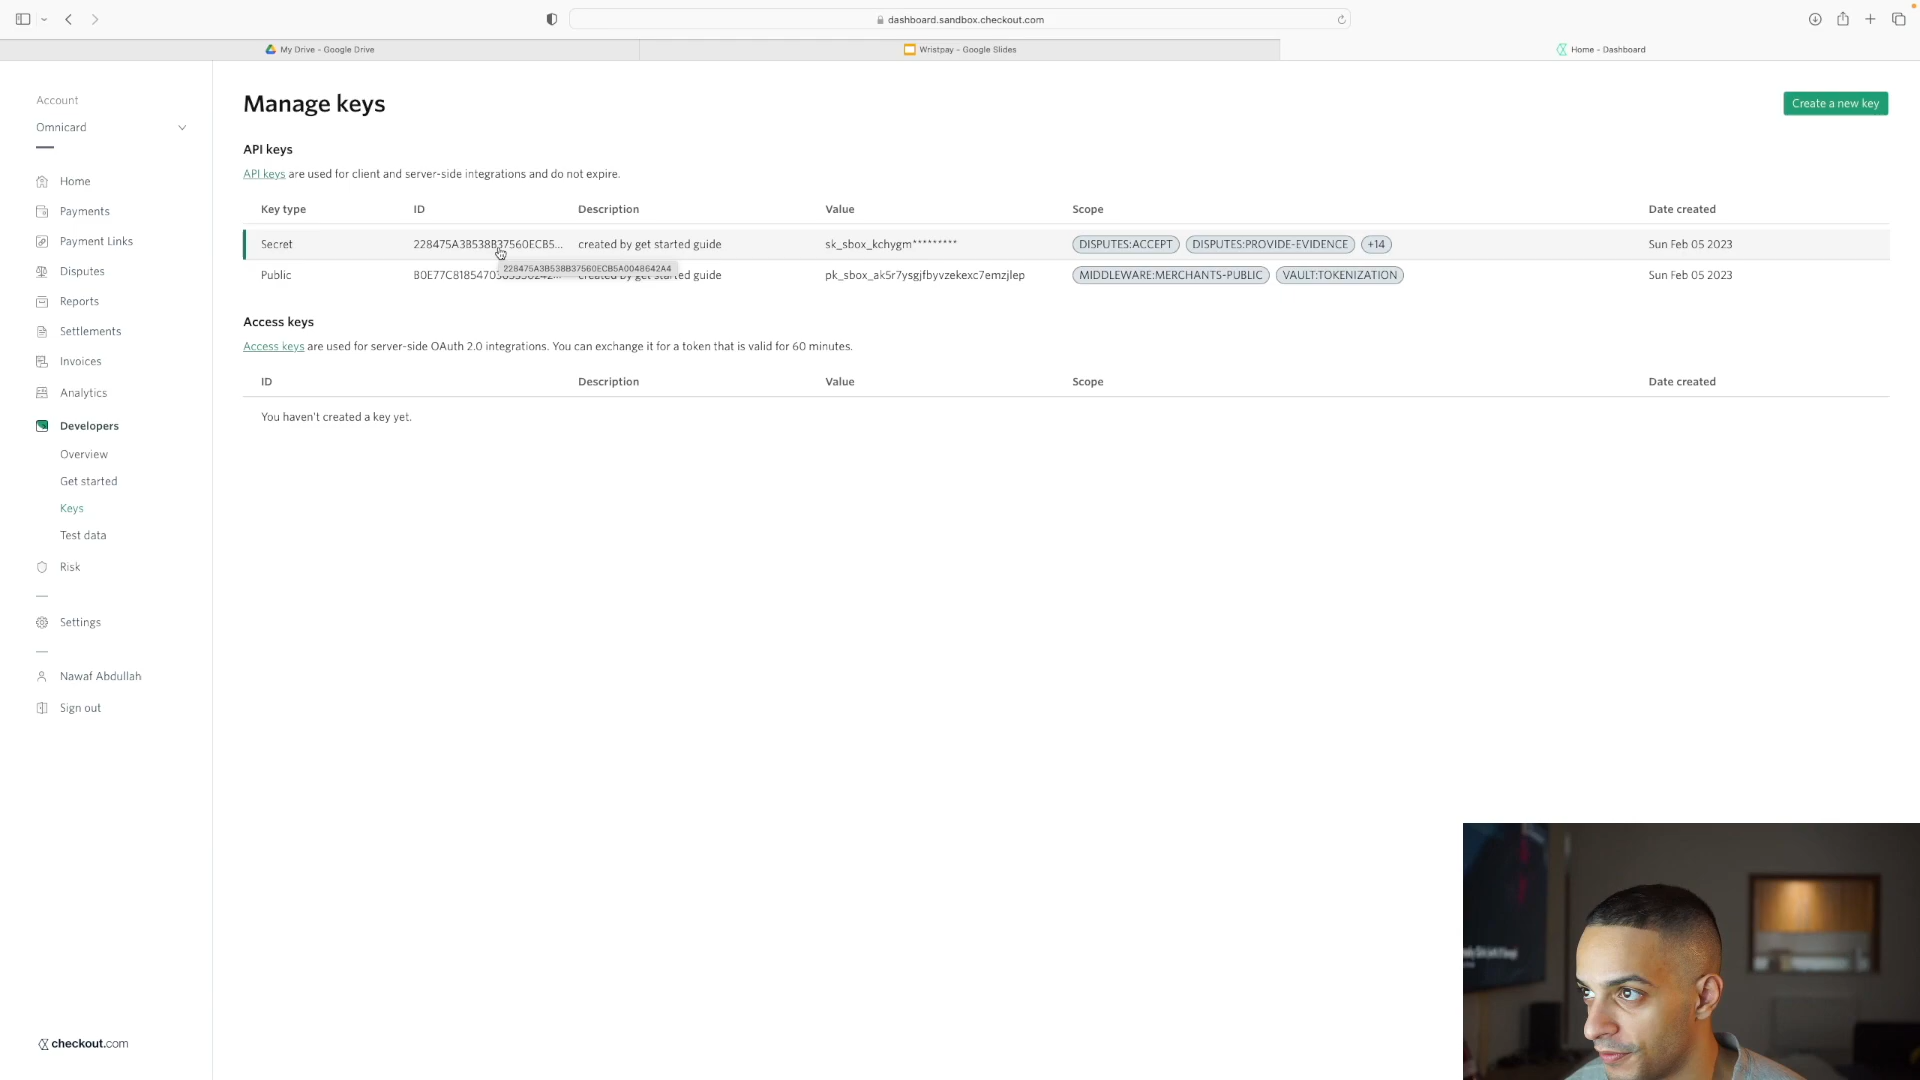 dashboard.sandbox.checkout.com
My Drive – Google Drive
Wristpay – Google Slides
Home – Dashboard
Account
Omnicard
Home
Payments
Payment Links
Disputes
Reports
Settlements
Invoices
Analytics
Developers
Overview
Get started
Keys
Test data
Risk
Settings
Nawaf Abdullah
Sign out
checkout.com
Manage keys
Create a new key
API keys
API keys are used for client and server-side integrations and do not expire.
Key type ID Description Value Scope Date created
Secret 228475A3B538B37560ECB5... created by get started guide sk_sbox_kchygm********* DISPUTES:ACCEPT DISPUTES:PROVIDE-EVIDENCE +14 Sun Feb 05 2023
228475A3B538B37560ECB5A0048642A4
Public created by get started guide pk_sbox_ak5r7ysgjfbyvzekexc7emzjlep MIDDLEWARE:MERCHANTS-PUBLIC VAULT:TOKENIZATION Sun Feb 05 2023
Access keys
Access keys are used for server-side OAuth 2.0 integrations. You can exchange it for a token that is valid for 60 minutes.
ID Description Value Scope Date created
You haven't created a key yet.